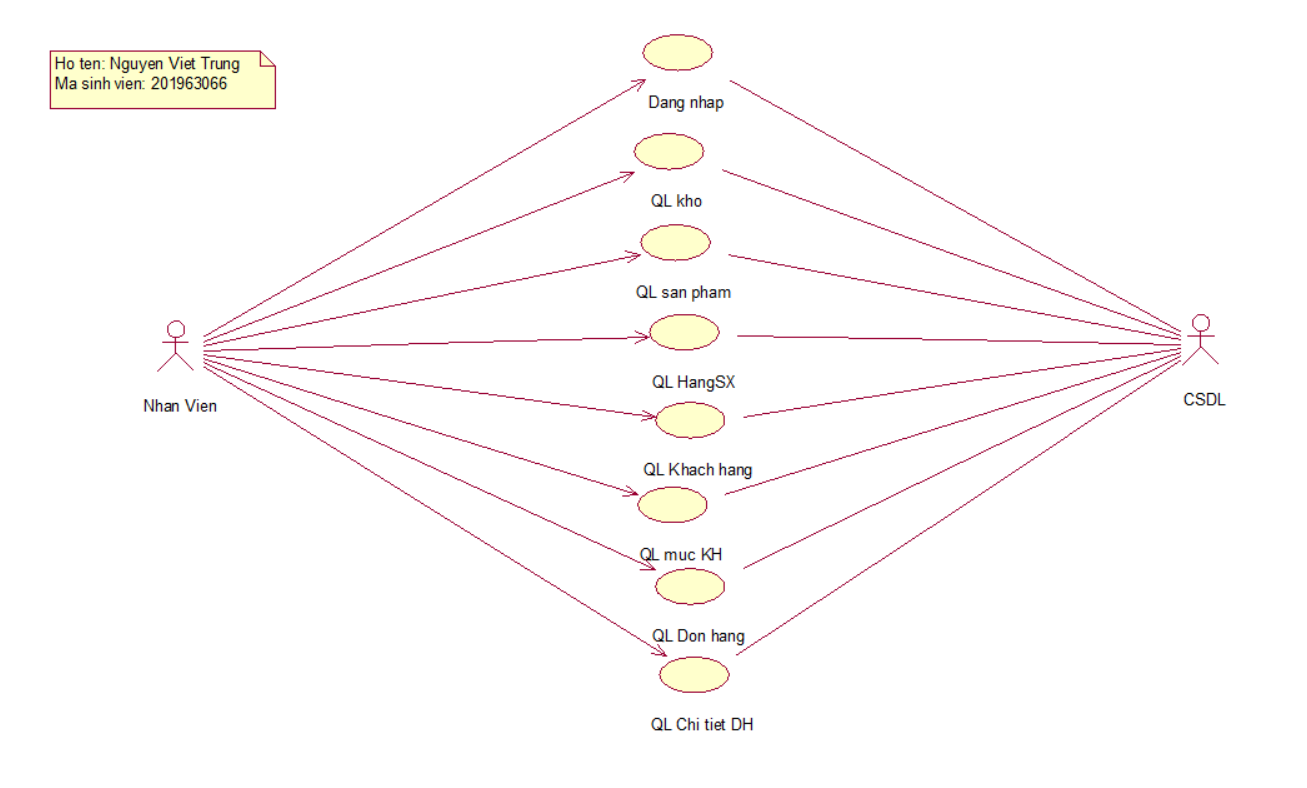 Ho ten: Nguyen Viet Trung
Ma sinh vien: 201963066
Dang nhap
QL kho
QL san pham
QL HangSX
Nhan Vien
CSDL
QL Khach hang
QL muc KH
QL Don hang
QL Chi tiet DH